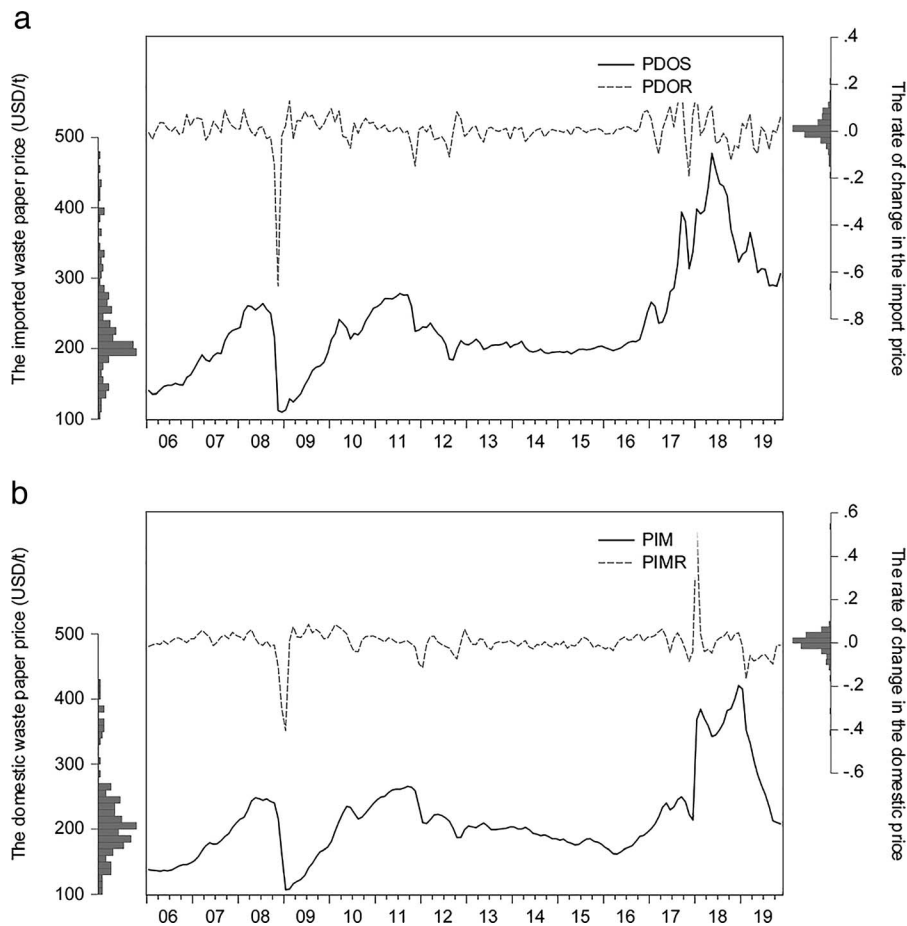 a
The imported waste paper price (USD/t)
500
400
300
200
100
PDOS
PDOR
.4
.2
.0
-.2
-.4
-.6
-.8
The rate of change in the import price
06 07 08 09 10 11 12 13 14 15 16 17 18 19
b
The domestic waste paper price (USD/t)
500
400
300
200
100
PIM
PIMR
.6
.4
.2
.0
-.2
-.4
-.6
The rate of change in the domestic price
06 07 08 09 10 11 12 13 14 15 16 17 18 19